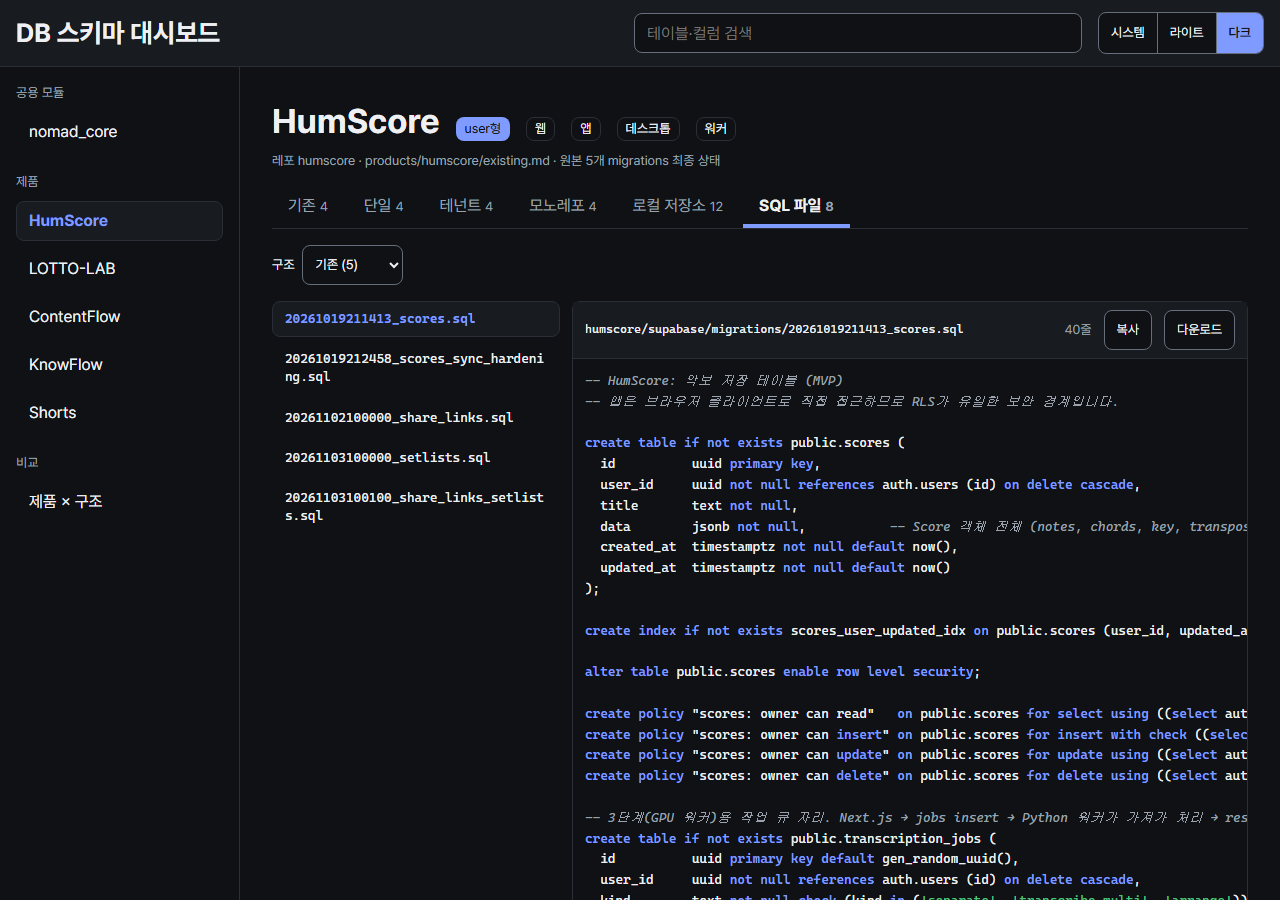 DB 스키마 대시보드
테이블·컬럼 검색
시스템
라이트
다크
공용 모듈
nomad_core
제품
HumScore
LOTTO-LAB
ContentFlow
KnowFlow
Shorts
비교
제품 × 구조
HumScore
user형
웹
앱
데스크톱
워커
레포 humscore · products/humscore/existing.md · 원본 5개 migrations 최종 상태
기존 4
단일 4
테넌트 4
모노레포 4
로컬 저장소 12
SQL 파일 8
구조
기존 (5)
20261019211413_scores.sql
20261019212458_scores_sync_hardeni
ng.sql
20261102100000_share_links.sql
20261103100000_setlists.sql
20261103100100_share_links_setlist
s.sql
humscore/supabase/migrations/20261019211413_scores.sql
40줄
복사
다운로드
-- HumScore: 악보 저장 테이블 (MVP)
-- 앱은 브라우저 클라이언트로 직접 접근하므로 RLS가 유일한 보안 경계입니다.
create table if not exists public.scores (
  id          uuid primary key,
  user_id     uuid not null references auth.users (id) on delete cascade,
  title       text not null,
  data        jsonb not null,           -- Score 객체 전체 (notes, chords, key, transpos
  created_at  timestamptz not null default now(),
  updated_at  timestamptz not null default now()
);
create index if not exists scores_user_updated_idx on public.scores (user_id, updated_a
alter table public.scores enable row level security;
create policy "scores: owner can read"   on public.scores for select using ((select aut
create policy "scores: owner can insert" on public.scores for insert with check ((selec
create policy "scores: owner can update" on public.scores for update using ((select aut
create policy "scores: owner can delete" on public.scores for delete using ((select aut
-- 3단계(GPU 워커)용 작업 큐 자리. Next.js → jobs insert → Python 워커가 가져가 처리 → res
create table if not exists public.transcription_jobs (
  id          uuid primary key default gen_random_uuid(),
  user_id     uuid not null references auth.users (id) on delete cascade,
  kind        text not null check (kind in ('separate', 'transcribe_multi', 'arrange'))